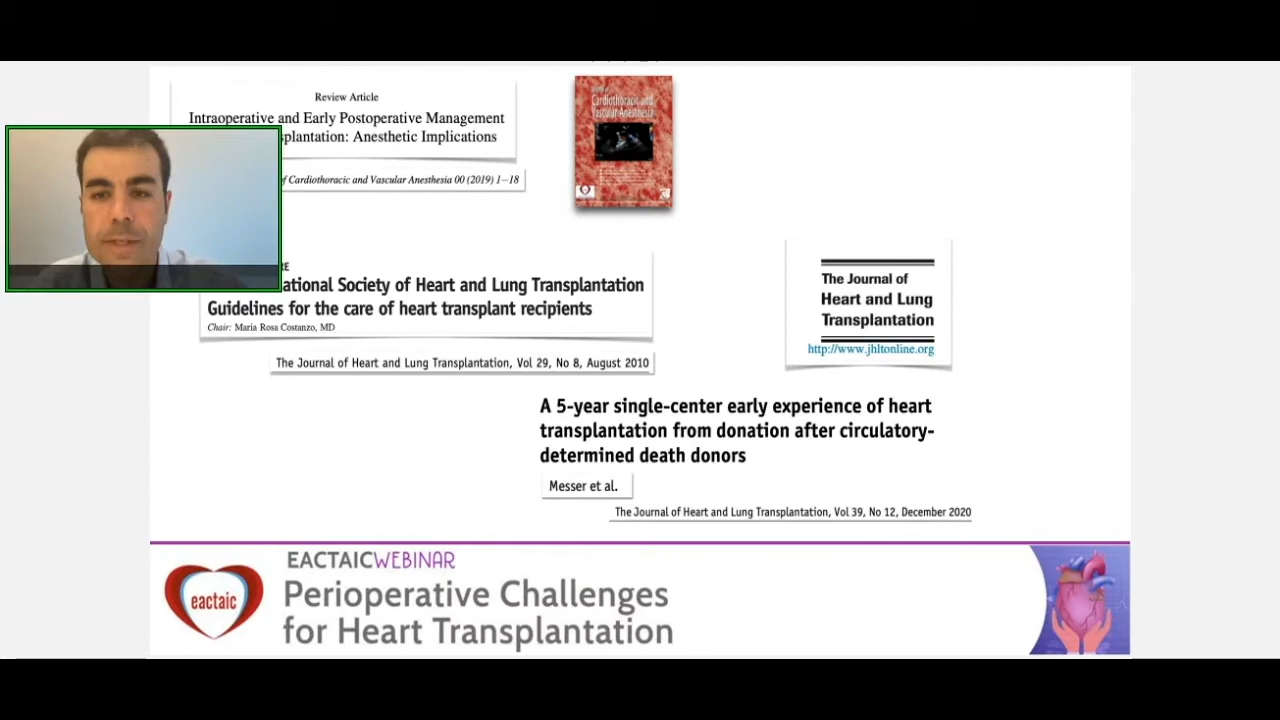 Review Article
Intraoperative and Early Postoperative Management
splantation: Anesthetic Implications
of Cardiothoracic and Vascular Anesthesia 00 (2019) 1–18
Cardiothoracic and
Vascular Anesthesia
RE
ational Society of Heart and Lung Transplantation
Guidelines for the care of heart transplant recipients
Chair: Maria Rosa Costanzo, MD
The Journal of Heart and Lung Transplantation, Vol 29, No 8, August 2010
The Journal of
Heart and Lung
Transplantation
http://www.jhltonline.org
A 5-year single-center early experience of heart
transplantation from donation after circulatory-
determined death donors
Messer et al.
The Journal of Heart and Lung Transplantation, Vol 39, No 12, December 2020
eactaic
EACTAICWEBINAR
Perioperative Challenges
for Heart Transplantation